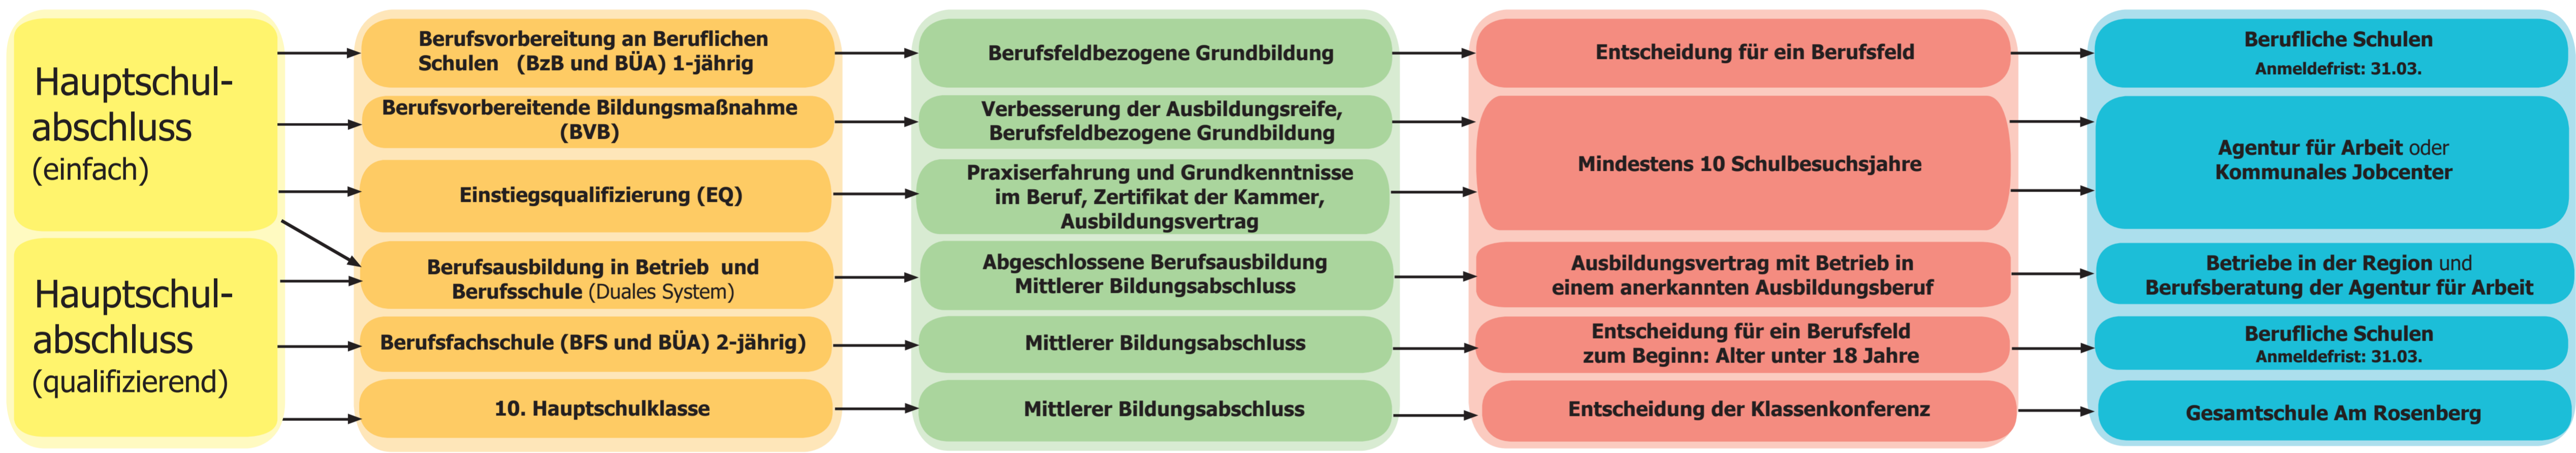 Hauptschul-
abschluss
(einfach)
Hauptschul-
abschluss
(qualifizierend)
Berufsvorbereitung an Beruflichen
Schulen (BzB und BÜA) 1-jährig
Berufsvorbereitende Bildungsmaßnahme
(BVB)
Einstiegsqualifizierung (EQ)
Berufsausbildung in Betrieb und
Berufsschule (Duales System)
Berufsfachschule (BFS und BÜA) 2-jährig)
10. Hauptschulklasse
Berufsfeldbezogene Grundbildung
Verbesserung der Ausbildungsreife,
Berufsfeldbezogene Grundbildung
Praxiserfahrung und Grundkenntnisse
im Beruf, Zertifikat der Kammer,
Ausbildungsvertrag
Abgeschlossene Berufsausbildung
Mittlerer Bildungsabschluss
Mittlerer Bildungsabschluss
Mittlerer Bildungsabschluss
Entscheidung für ein Berufsfeld
Mindestens 10 Schulbesuchsjahre
Ausbildungsvertrag mit Betrieb in
einem anerkannten Ausbildungsberuf
Entscheidung für ein Berufsfeld
zum Beginn: Alter unter 18 Jahre
Entscheidung der Klassenkonferenz
Berufliche Schulen
Anmeldefrist: 31.03.
Agentur für Arbeit oder
Kommunales Jobcenter
Betriebe in der Region und
Berufsberatung der Agentur für Arbeit
Berufliche Schulen
Anmeldefrist: 31.03.
Gesamtschule Am Rosenberg